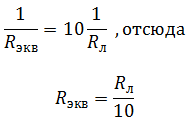 1/Rэкв = 10 1/Rл , отсюда
Rэкв = Rл/10